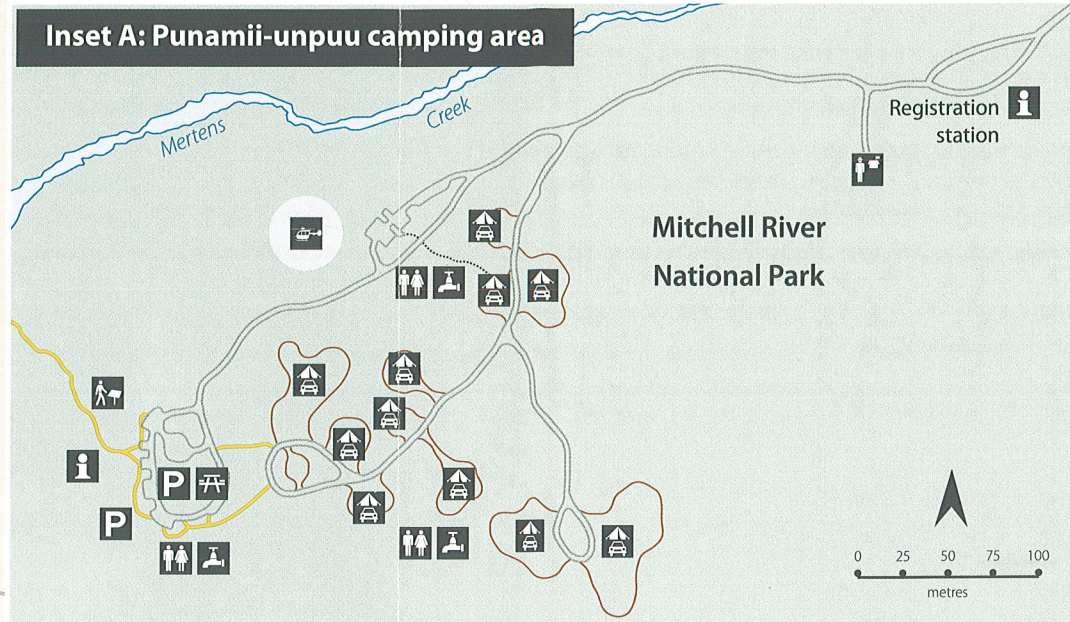 Inset A: Punamii-unpuu camping area
Mertens
Creek
Registration
station
Mitchell River
National Park
P
P
0 25 50 75 100
metres